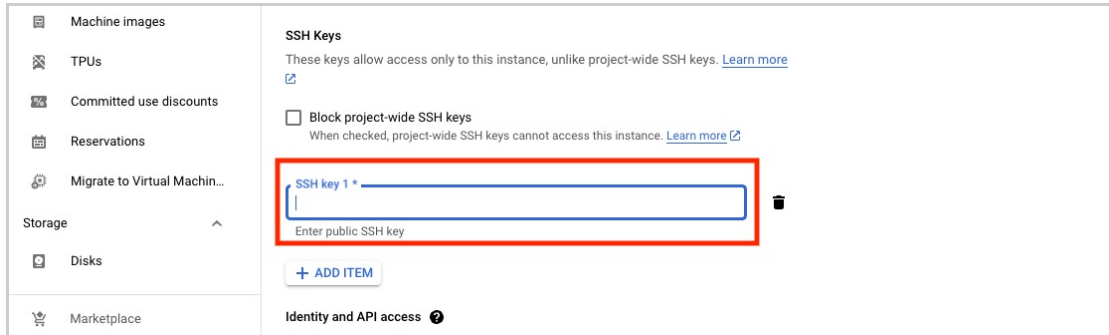 Machine images
TPUs
Committed use discounts
Reservations
Migrate to Virtual Machin...
Storage
Disks
Marketplace
SSH Keys
These keys allow access only to this instance, unlike project-wide SSH keys. Learn more
Block project-wide SSH keys
When checked, project-wide SSH keys cannot access this instance. Learn more
SSH key 1 *
Enter public SSH key
+ ADD ITEM
Identity and API access ?